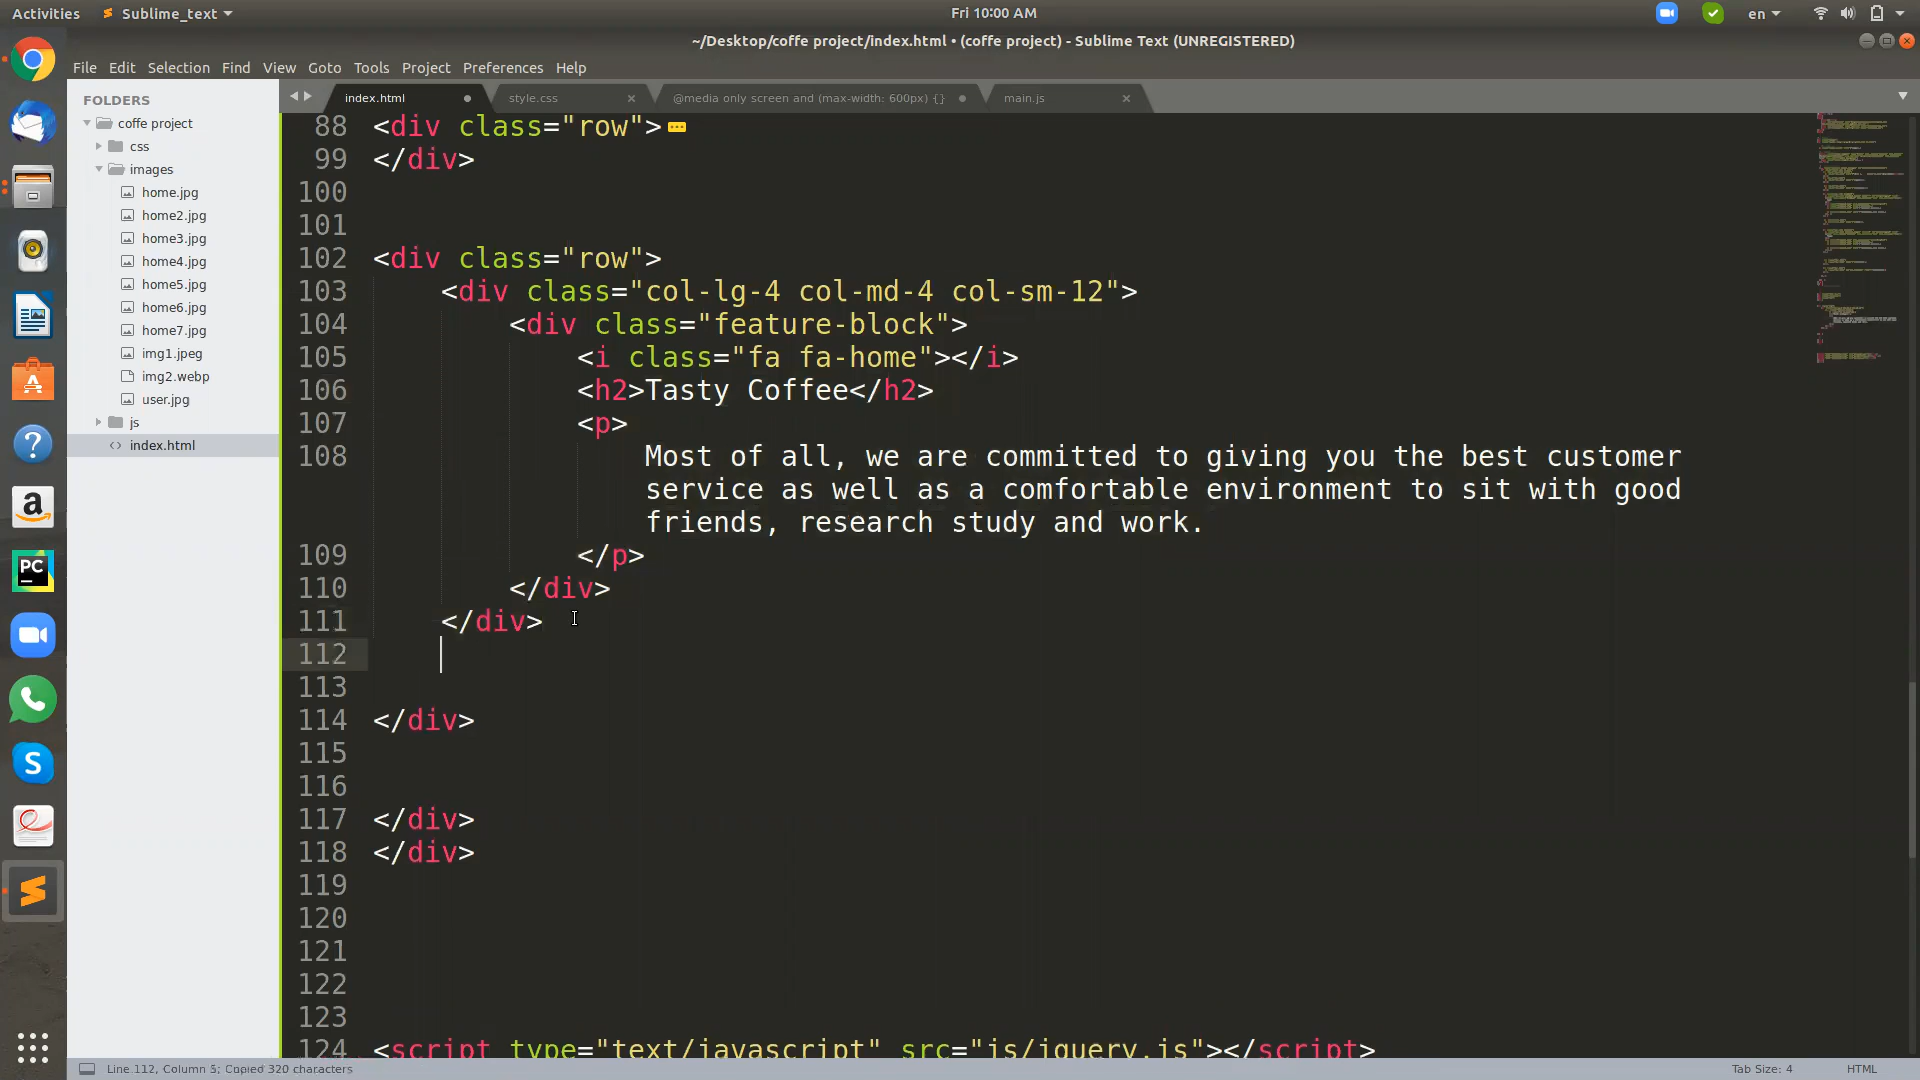 Activities
Sublime_text
Fri 10:00 AM
en
~/Desktop/coffe project/index.html • (coffe project) - Sublime Text (UNREGISTERED)
File Edit Selection Find View Goto Tools Project Preferences Help
FOLDERS
coffe project
css
images
home.jpg
home2.jpg
home3.jpg
home4.jpg
home5.jpg
home6.jpg
home7.jpg
img1.jpeg
img2.webp
user.jpg
js
index.html
index.html
style.css
@media only screen and (max-width: 600px) {}
main.js
88 <div class="row">
99 </div>
100
101
102 <div class="row">
103 <div class="col-lg-4 col-md-4 col-sm-12">
104 <div class="feature-block">
105 <i class="fa fa-home"></i>
106 <h2>Tasty Coffee</h2>
107 <p>
108 Most of all, we are committed to giving you the best customer
service as well as a comfortable environment to sit with good
friends, research study and work.
109 </p>
110 </div>
111 </div>
112
113
114 </div>
115
116
117 </div>
118 </div>
119
120
121
122
123
124 <script type="text/javascript" src="js/jquery.js"></script>
PC
Line 112, Column 5; Copied 320 characters
Tab Size: 4
HTML